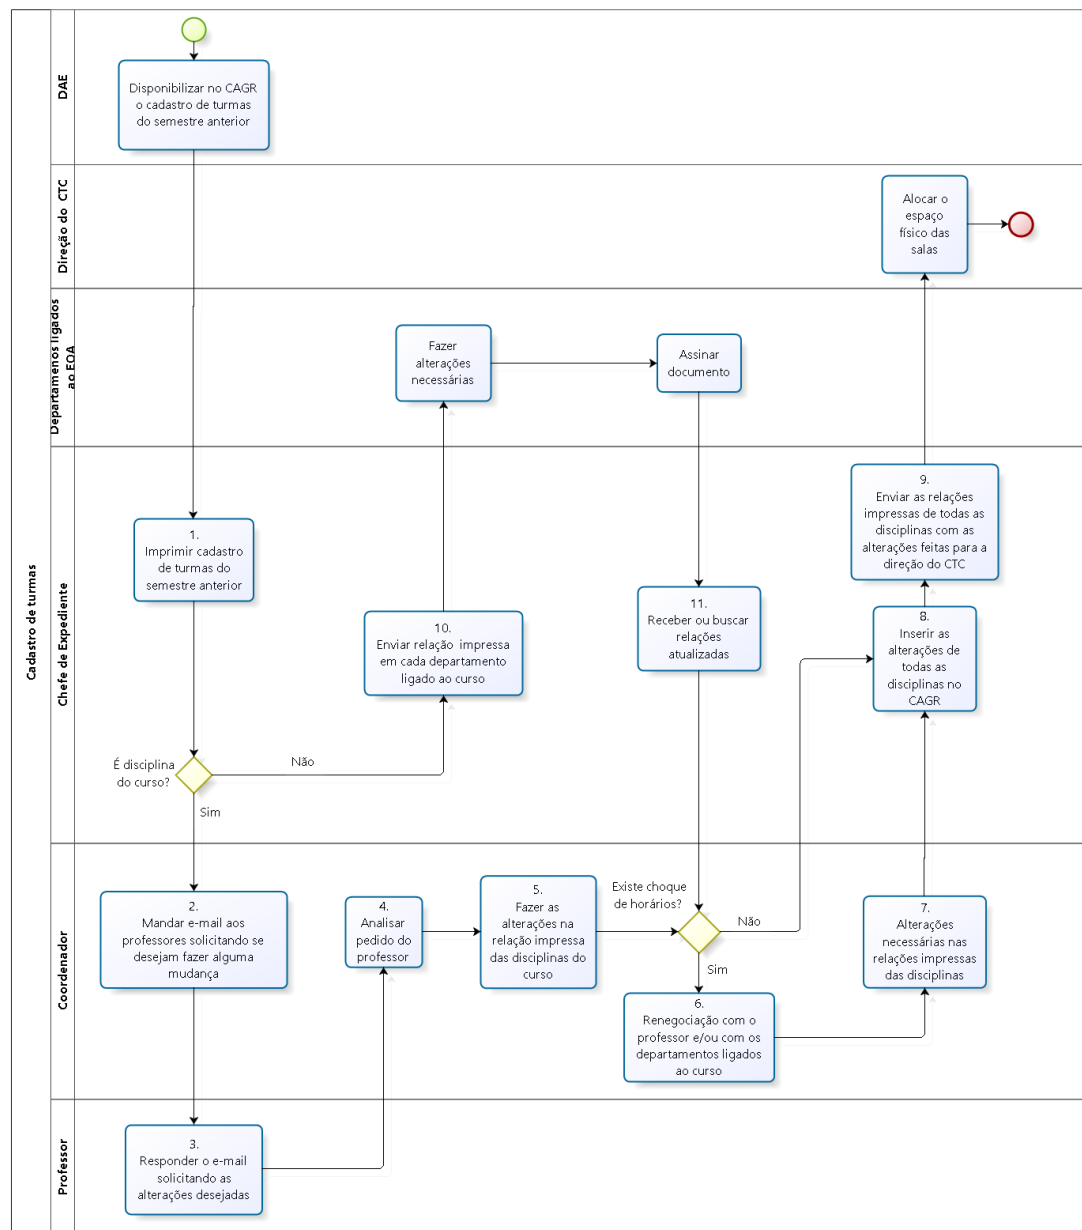 Cadastro de turmas
DAE
Disponibilizar no CAGR
o cadastro de turmas
do semestre anterior
Direção do CTC
Alocar o
espaço
físico das
salas
Departamenos ligados
ao EQA
Fazer
alterações
necessárias
Assinar
documento
Chefe de Expediente
1.
Imprimir cadastro
de turmas do
semestre anterior
É disciplina
do curso?
Não
Sim
10.
Enviar relação impressa
em cada departamento
ligado ao curso
11.
Receber ou buscar
relações
atualizadas
9.
Enviar as relações
impressas de todas as
disciplinas com as
alterações feitas para a
direção do CTC
8.
Inserir as
alterações de
todas as
disciplinas no
CAGR
Coordenador
2.
Mandar e-mail aos
professores solicitando se
desejam fazer alguma
mudança
4.
Analisar
pedido do
professor
5.
Fazer as
alterações na
relação impressa
das disciplinas do
curso
Existe choque
de horários?
Não
Sim
6.
Renegociação com o
professor e/ou com os
departamentos ligados
ao curso
7.
Alterações
necessárias nas
relações impressas
das disciplinas
Professor
3.
Responder o e-mail
solicitando as
alterações desejadas